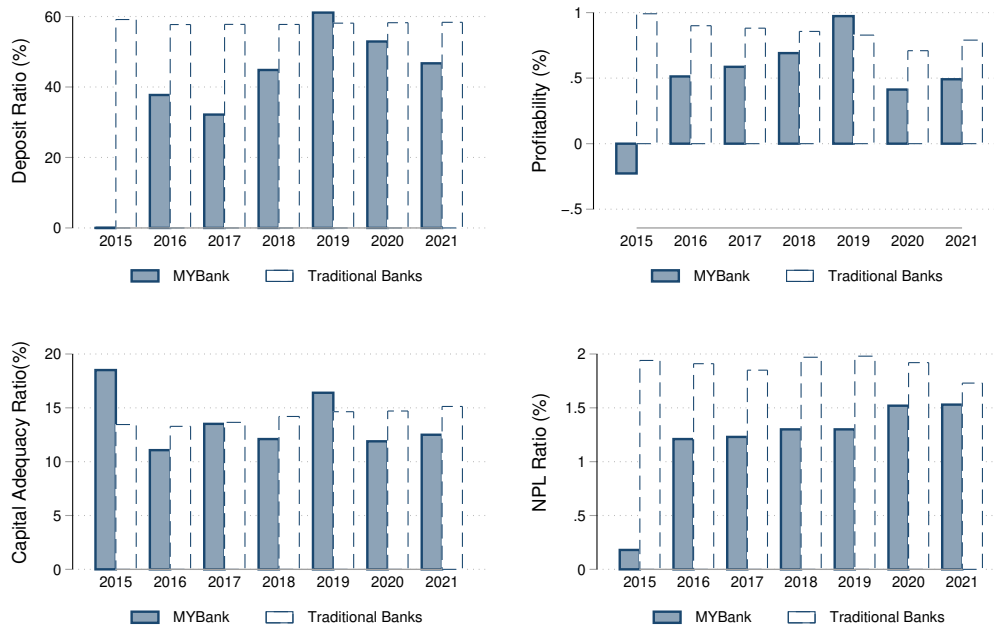 Deposit Ratio (%)
60
40
20
0
2015 2016 2017 2018 2019 2020 2021
MYBank Traditional Banks
Profitability (%)
1
.5
0
−.5
2015 2016 2017 2018 2019 2020 2021
MYBank Traditional Banks
Capital Adequacy Ratio(%)
20
15
10
5
0
2015 2016 2017 2018 2019 2020 2021
MYBank Traditional Banks
NPL Ratio (%)
2
1.5
1
.5
0
2015 2016 2017 2018 2019 2020 2021
MYBank Traditional Banks